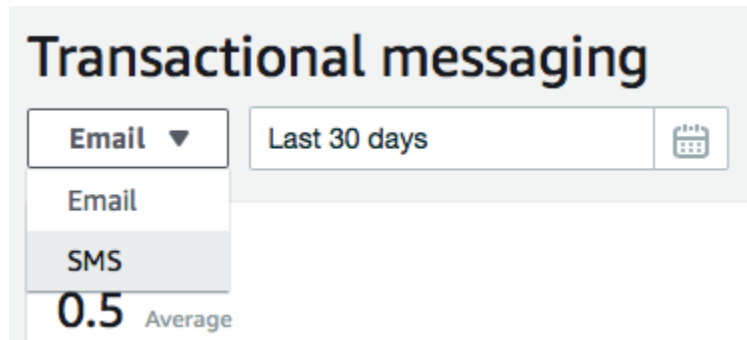 Transactional messaging
Email Last 30 days
Email
SMS
0.5 Average